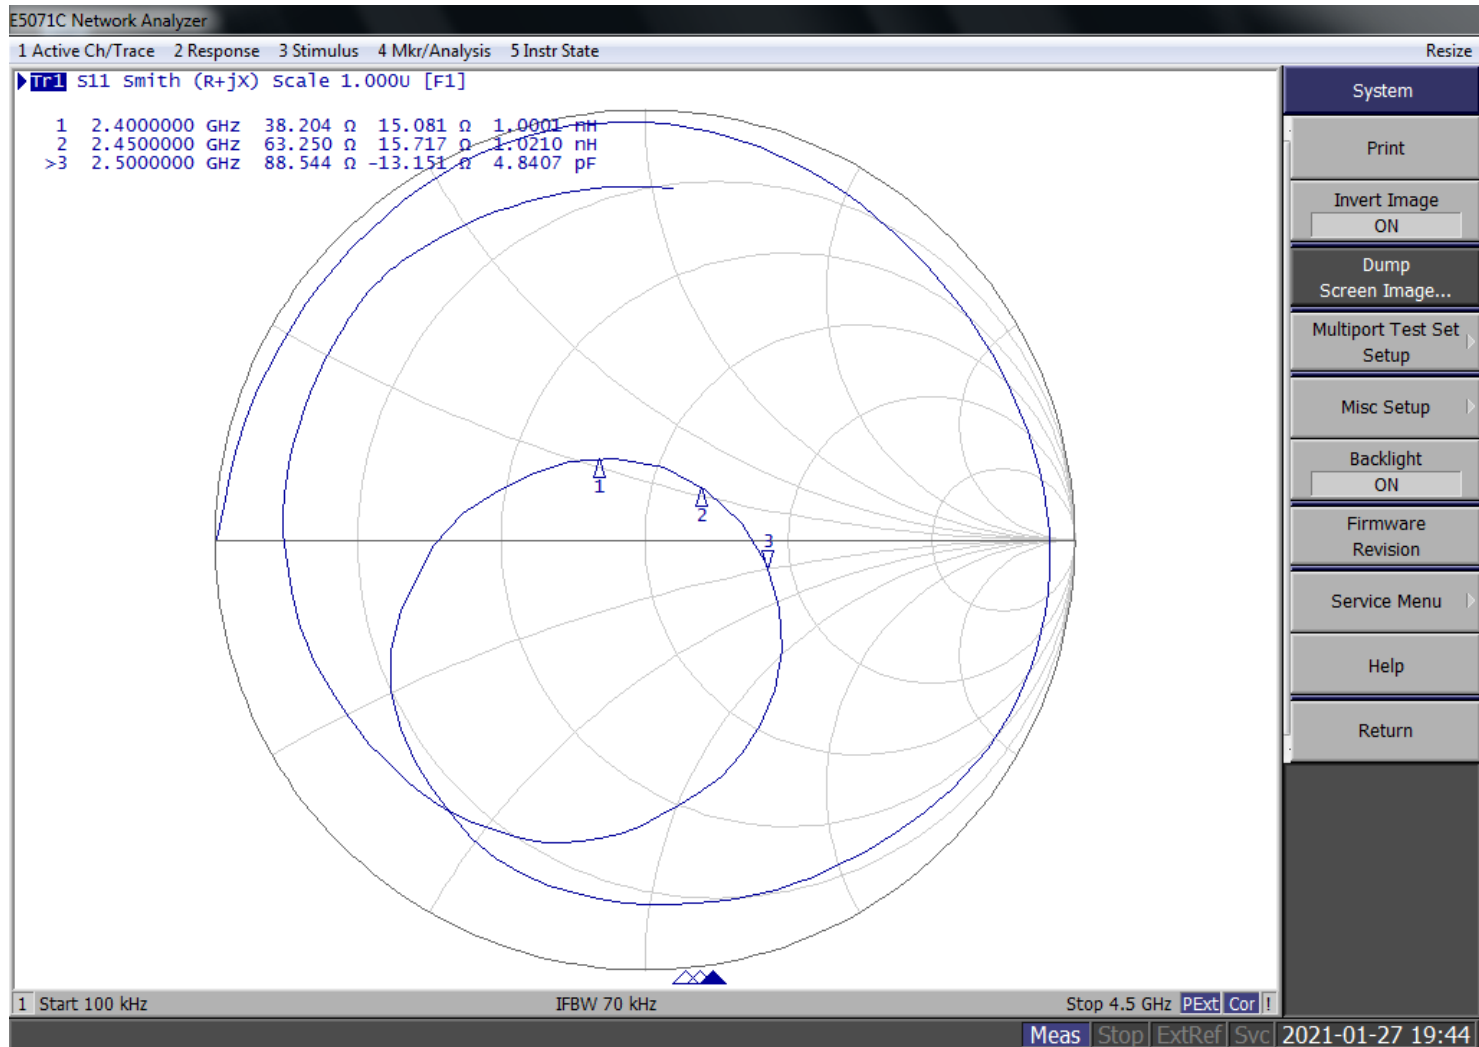 E5071C Network Analyzer
1 Active Ch/Trace 2 Response 3 Stimulus 4 Mkr/Analysis 5 Instr State
Resize
Tr1 S11 Smith (R+jX) Scale 1.000U [F1]
1 2.4000000 GHz 38.204 Ω 15.081 Ω 1.0001 nH
2 2.4500000 GHz 63.250 Ω 15.717 Ω 1.0210 nH
>3 2.5000000 GHz 88.544 Ω -13.151 Ω 4.8407 pF
1
2
3
System
Print
Invert Image
ON
Dump
Screen Image...
Multiport Test Set
Setup
Misc Setup
Backlight
ON
Firmware
Revision
Service Menu
Help
Return
1 Start 100 kHz
IFBW 70 kHz
Stop 4.5 GHz PExt Cor !
Meas Stop ExtRef Svc 2021-01-27 19:44